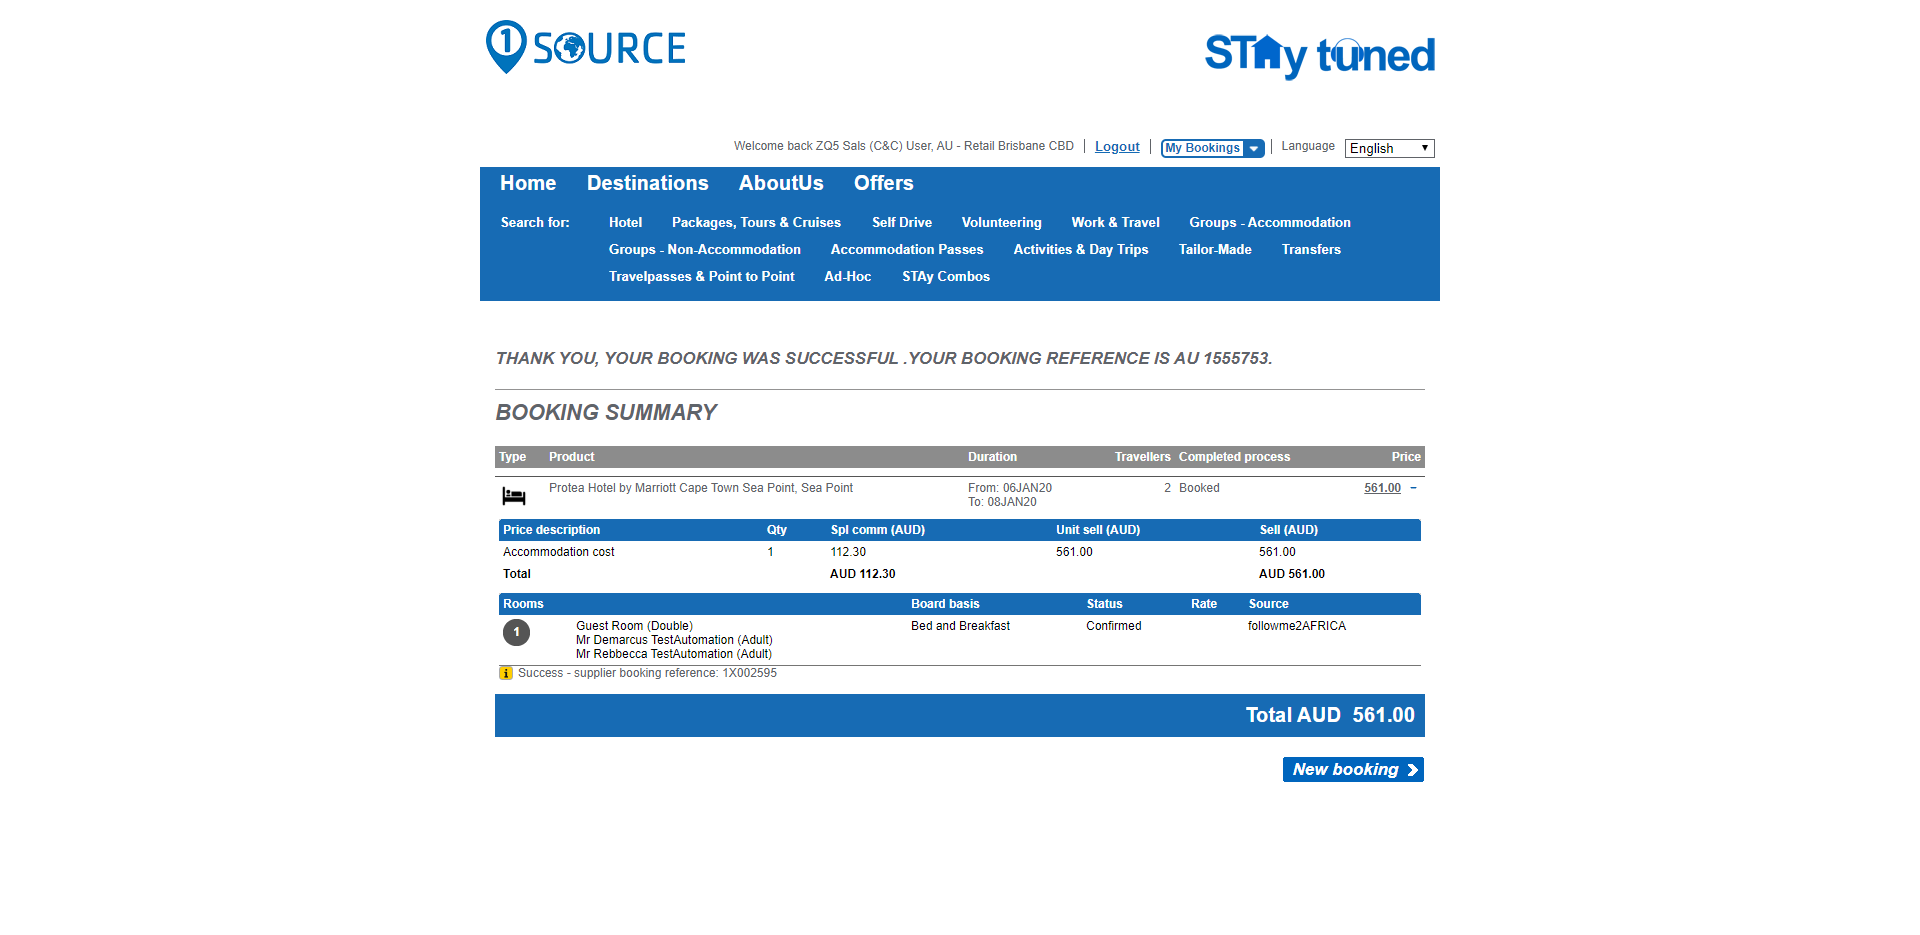 1 SOURCE
STAy tuned
Welcome back ZQ5 Sals (C&C) User, AU - Retail Brisbane CBD Logout My Bookings Language English
Home Destinations AboutUs Offers
Search for: Hotel Packages, Tours & Cruises Self Drive Volunteering Work & Travel Groups - Accommodation
Groups - Non-Accommodation Accommodation Passes Activities & Day Trips Tailor-Made Transfers
Travelpasses & Point to Point Ad-Hoc STAy Combos
THANK YOU, YOUR BOOKING WAS SUCCESSFUL .YOUR BOOKING REFERENCE IS AU 1555753.
BOOKING SUMMARY
Type Product Duration Travellers Completed process Price
Protea Hotel by Marriott Cape Town Sea Point, Sea Point From: 06JAN20 2 Booked 561.00 −
To: 08JAN20
Price description Qty Spl comm (AUD) Unit sell (AUD) Sell (AUD)
Accommodation cost 1 112.30 561.00 561.00
Total AUD 112.30 AUD 561.00
Rooms Board basis Status Rate Source
1 Guest Room (Double) Bed and Breakfast Confirmed followme2AFRICA
Mr Demarcus TestAutomation (Adult)
Mr Rebbecca TestAutomation (Adult)
i Success - supplier booking reference: 1X002595
Total AUD 561.00
New booking